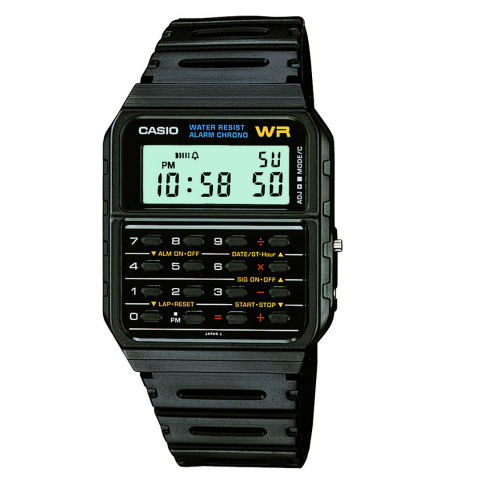 CASIO WATER RESIST WR
ALARM CHRONO
PM SU
10:58 50
ADJ MODE/C
7 8 9 ÷
▼ ALM ON•OFF DATE/ST•Hour ▲
4 5 6 ×
SIG ON•OFF ▲
1 2 3 −
▼ LAP•RESET START•STOP ▼
0 PM = +
JAPAN L